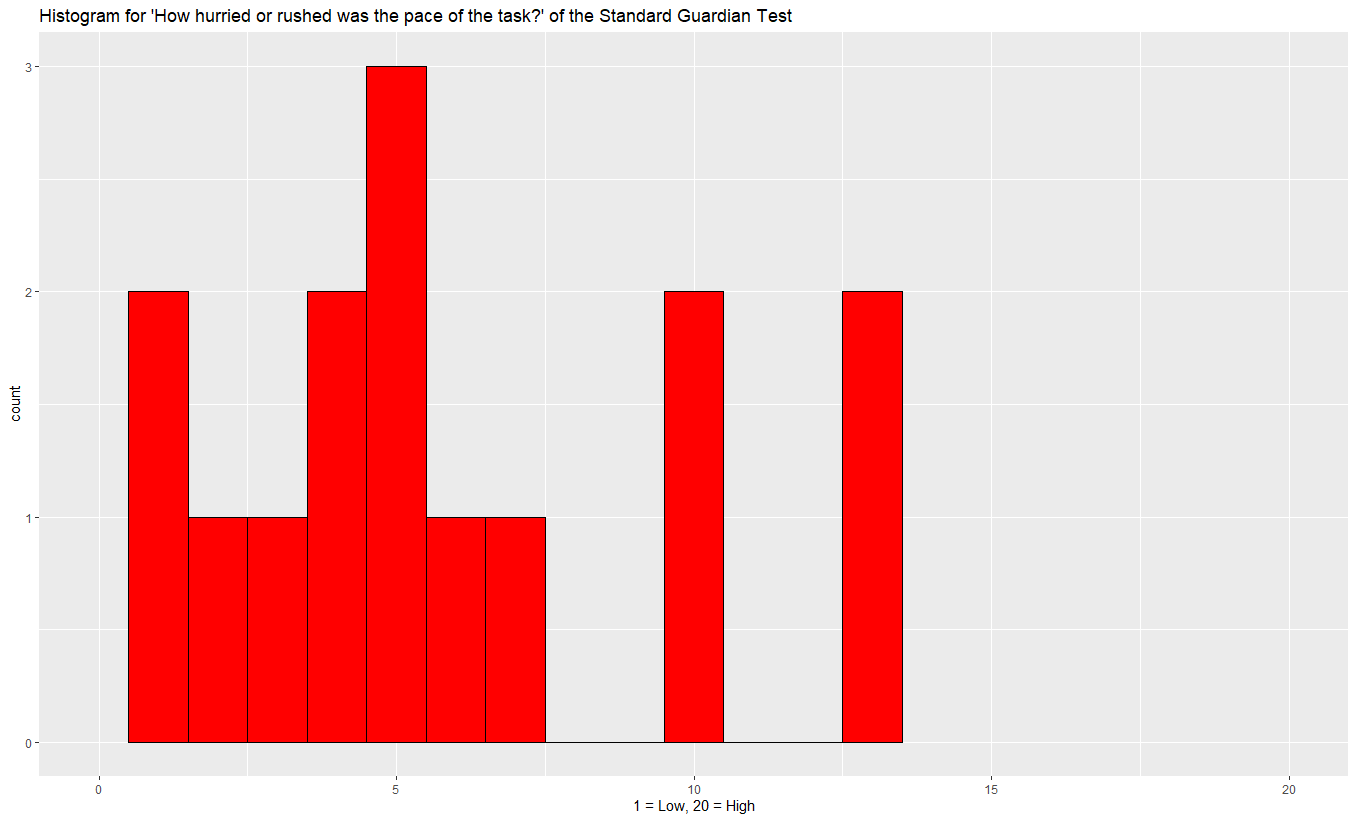 Histogram for 'How hurried or rushed was the pace of the task?' of the Standard Guardian Test
3
2
1
0
count
0 5 10 15 20
1 = Low, 20 = High